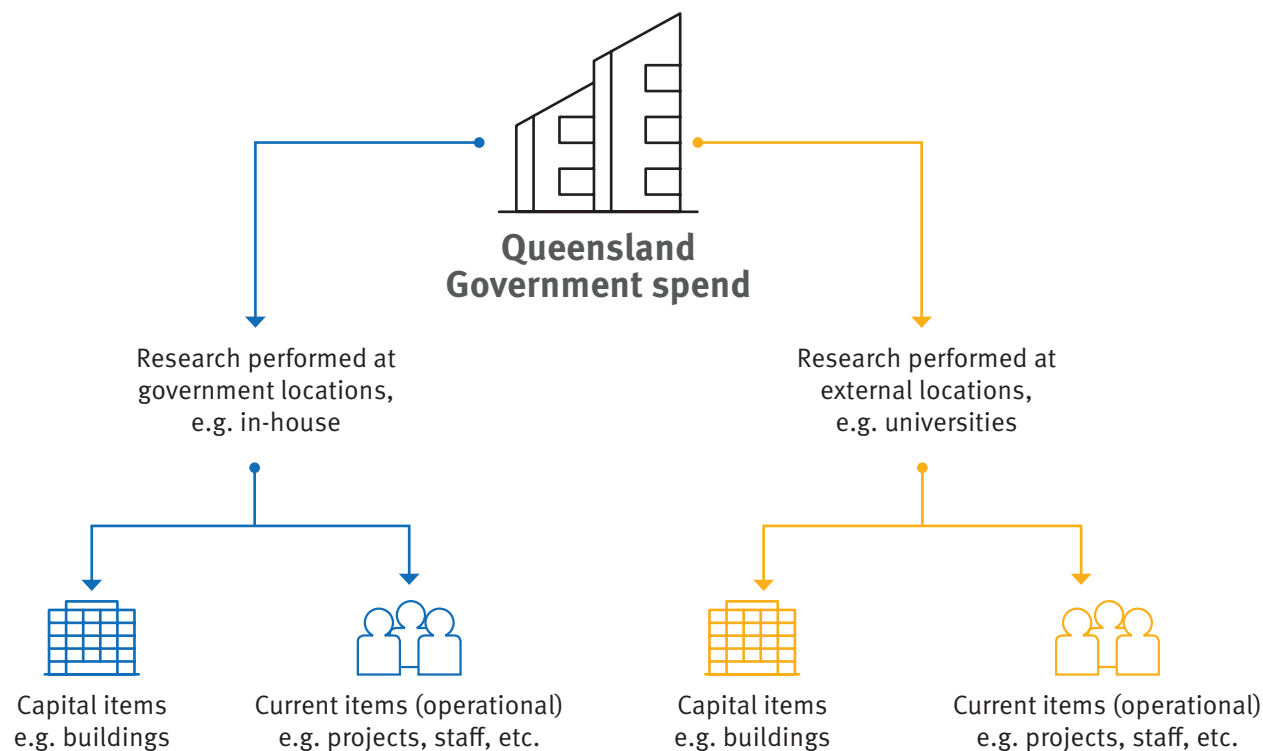 Queensland
Government spend
Research performed at
government locations,
e.g. in-house
Research performed at
external locations,
e.g. universities
Capital items
e.g. buildings
Current items (operational)
e.g. projects, staff, etc.
Capital items
e.g. buildings
Current items (operational)
e.g. projects, staff, etc.